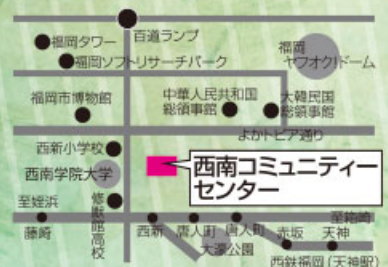 百道ランプ
福岡タワー
福岡ソフトリサーチパーク
福岡
ヤフオク!ドーム
福岡市博物館
中華人民共和国
総領事館
大韓民国
総領事館
よかトピア通り
西新小学校
西南学院大学
西南コミュニティー
センター
至姪浜
修猷館高校
至箱崎
藤崎
西新
唐人町
唐人町
赤坂
天神
大濠公園
西鉄福岡(天神駅)